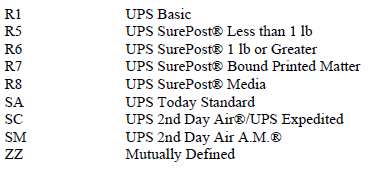 R1 UPS Basic
R5 UPS SurePost® Less than 1 lb
R6 UPS SurePost® 1 lb or Greater
R7 UPS SurePost® Bound Printed Matter
R8 UPS SurePost® Media
SA UPS Today Standard
SC UPS 2nd Day Air®/UPS Expedited
SM UPS 2nd Day Air A.M.®
ZZ Mutually Defined